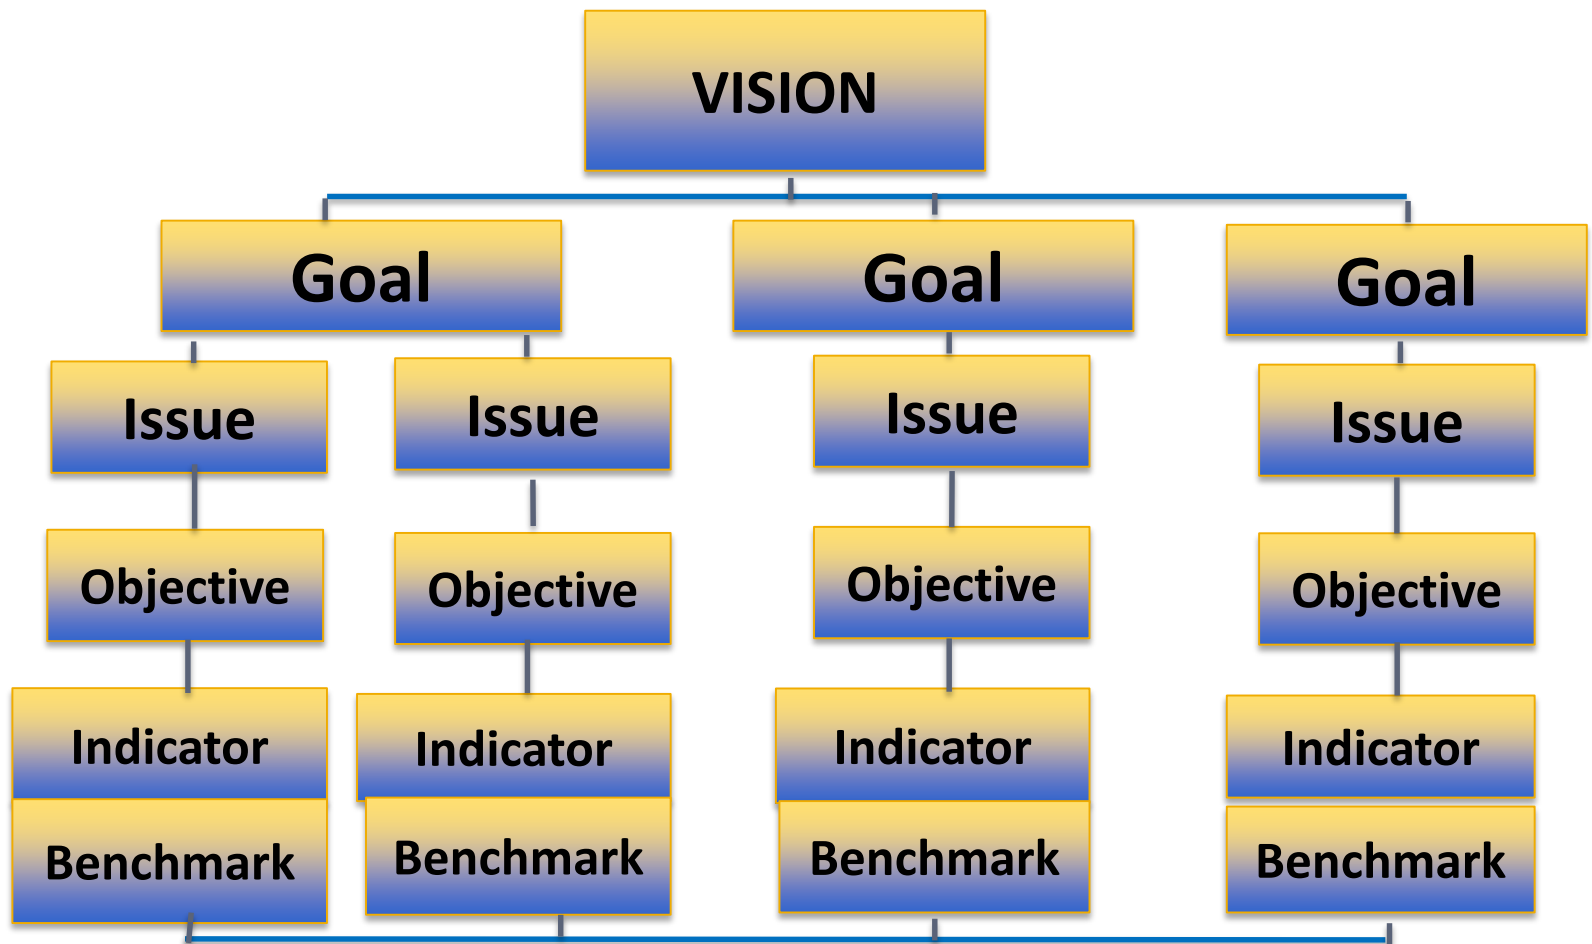 VISION
Goal
Goal
Goal
Issue
Issue
Issue
Issue
Objective
Objective
Objective
Objective
Indicator
Indicator
Indicator
Indicator
Benchmark
Benchmark
Benchmark
Benchmark